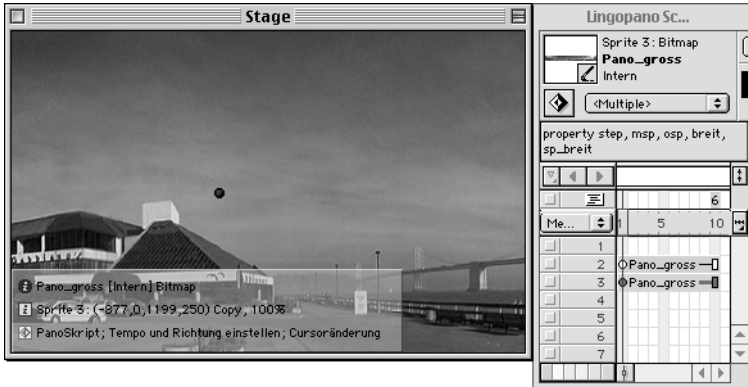 Stage
Pano_gross [Intern] Bitmap
Sprite 3: (-877,0,1199,250) Copy, 100%
PanoSkript; Tempo und Richtung einstellen; Cursoränderung
Lingopano Sc...
Sprite 3: Bitmap
Pano_gross
Intern
<Multiple>
property step, msp, osp, breit,
sp_breit
6
Me... 1 5 10
1
2 Pano_gross
3 Pano_gross
4
5
6
7